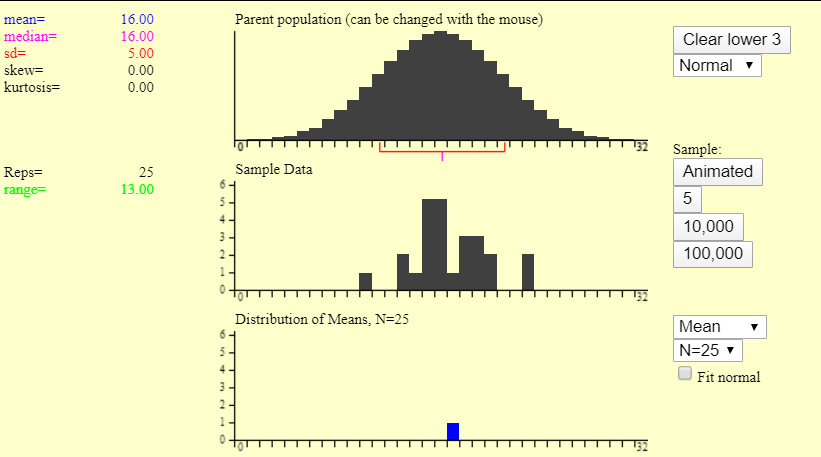 mean= 16.00
median= 16.00
sd= 5.00
skew= 0.00
kurtosis= 0.00
Parent population (can be changed with the mouse)
0 32
Clear lower 3
Normal
Reps= 25
range= 13.00
Sample Data
6
5
4
3
2
1
0
0 32
Sample:
Animated
5
10,000
100,000
Distribution of Means, N=25
6
5
4
3
2
1
0
0 32
Mean
N=25
Fit normal